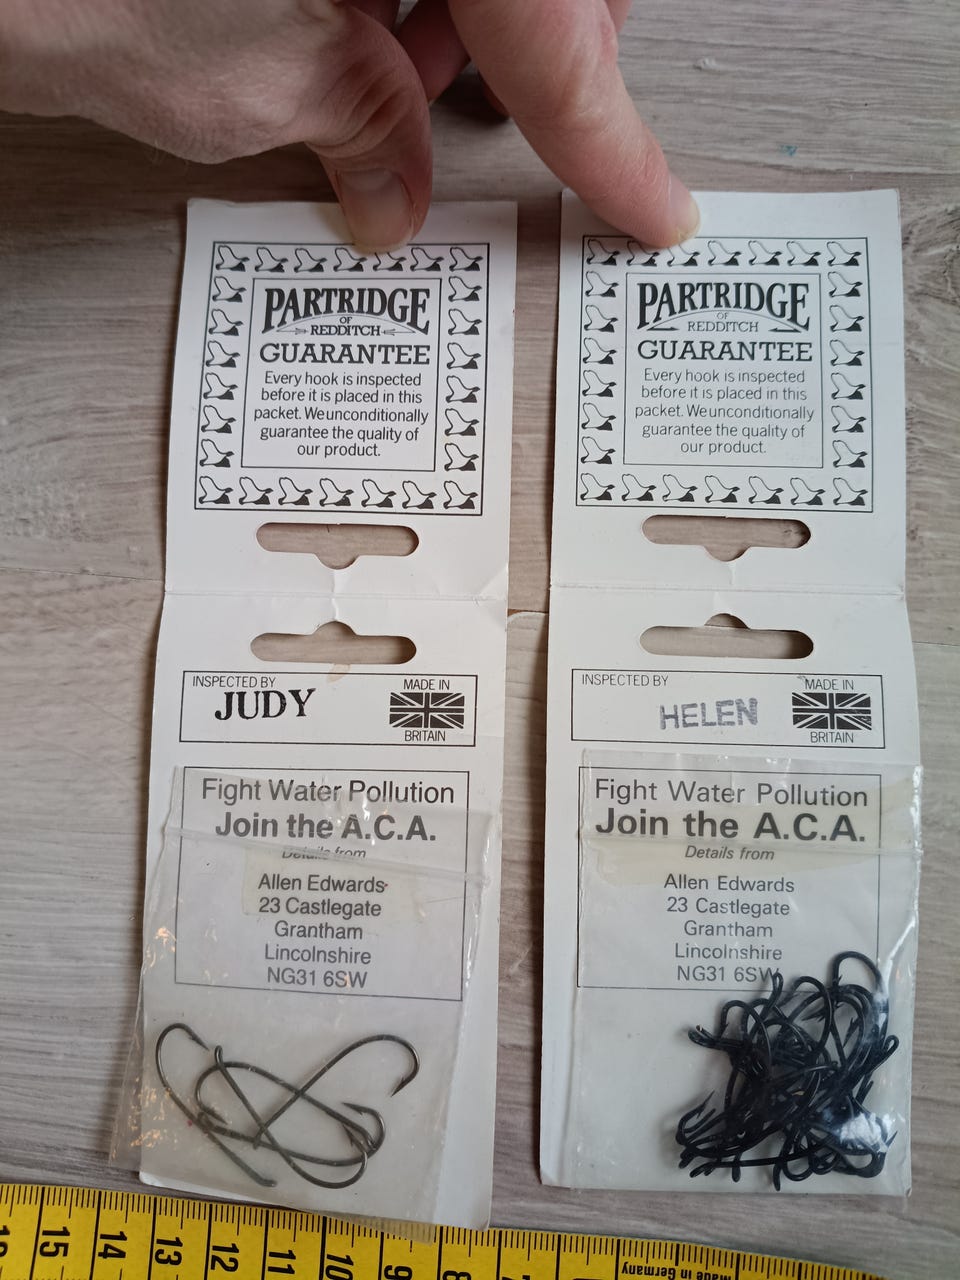 PARTRIDGE
OF
REDDITCH
GUARANTEE
Every hook is inspected
before it is placed in this
packet. We unconditionally
guarantee the quality of
our product.
INSPECTED BY
JUDY
MADE IN
BRITAIN
Fight Water Pollution
Join the A.C.A.
Details from
Allen Edwards
23 Castlegate
Grantham
Lincolnshire
NG31 6SW
PARTRIDGE
OF
REDDITCH
GUARANTEE
Every hook is inspected
before it is placed in this
packet. We unconditionally
guarantee the quality of
our product.
INSPECTED BY
HELEN
MADE IN
BRITAIN
Fight Water Pollution
Join the A.C.A.
Details from
Allen Edwards
23 Castlegate
Grantham
Lincolnshire
NG31 6SW
15 14 13 12 11 10 9 8
Made in Germany